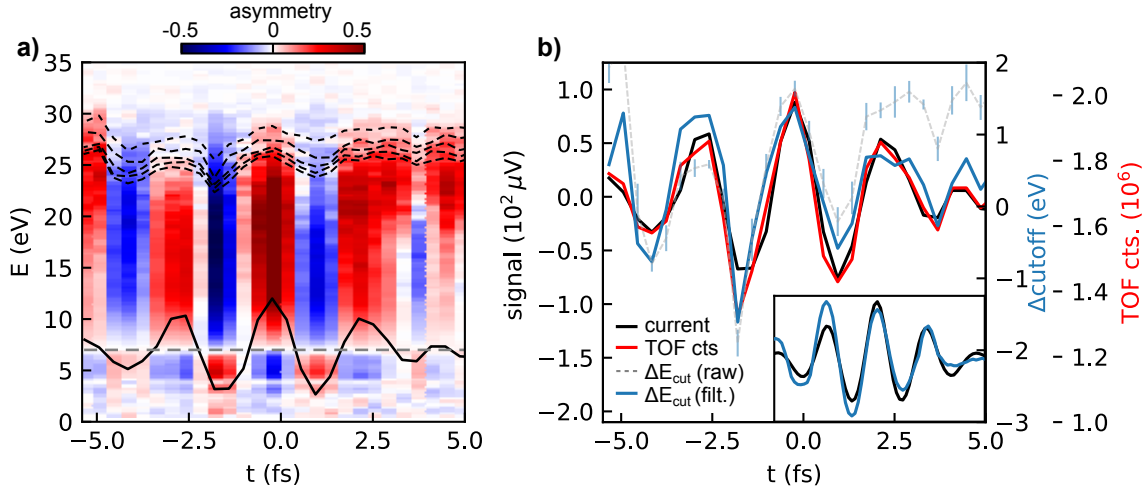 asymmetry
-0.5 0 0.5
a)
35
30
25
20
15
10
5
0
E (eV)
−5.0 −2.5 0.0 2.5 5.0
t (fs)
b)
1.0
0.5
0.0
−0.5
−1.0
−1.5
−2.0
signal (10² μV)
current
TOF cts
ΔE_cut (raw)
ΔE_cut (filt.)
−5.0 −2.5 0.0 2.5 5.0
t (fs)
2
1
0
−1
−2
−3
Δcutoff (eV)
2.0
1.8
1.6
1.4
1.2
1.0
TOF cts. (10⁶)